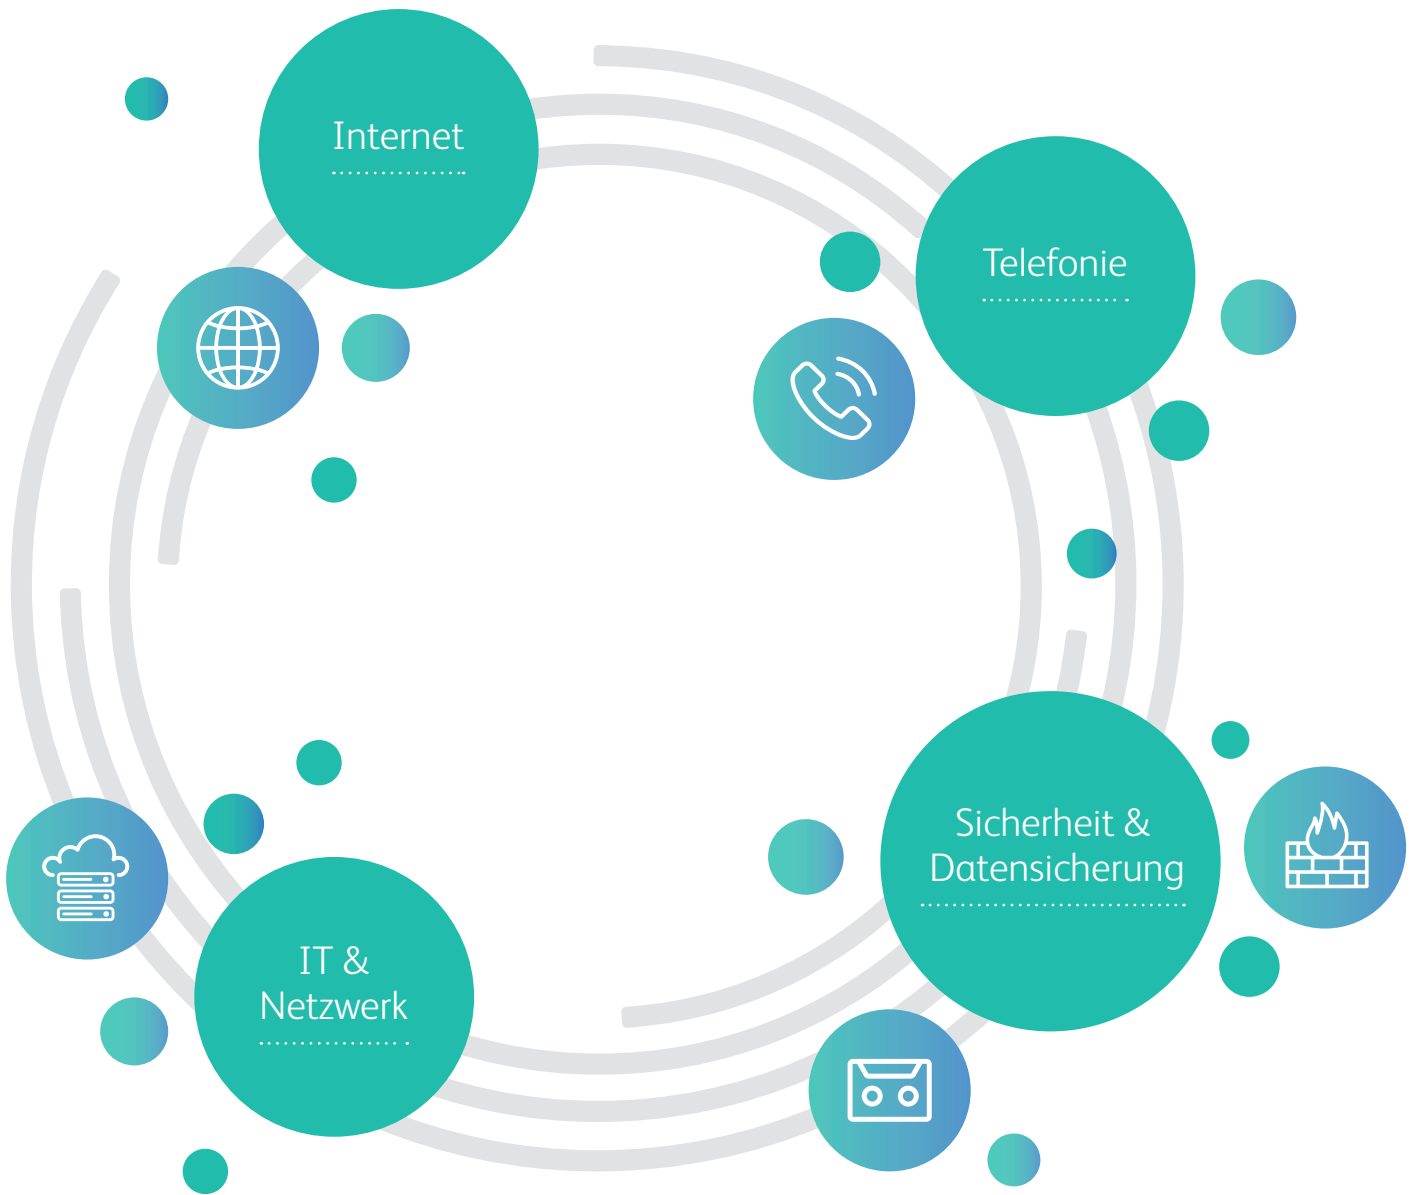 Internet
Telefonie
Sicherheit &
Datensicherung
IT &
Netzwerk